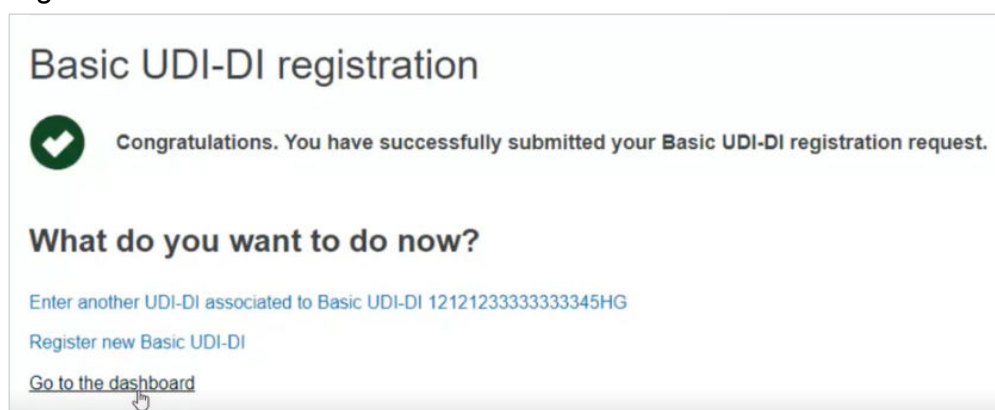 Basic UDI-DI registration
Congratulations. You have successfully submitted your Basic UDI-DI registration request.
What do you want to do now?
Enter another UDI-DI associated to Basic UDI-DI 12121233333333345HG
Register new Basic UDI-DI
Go to the dashboard